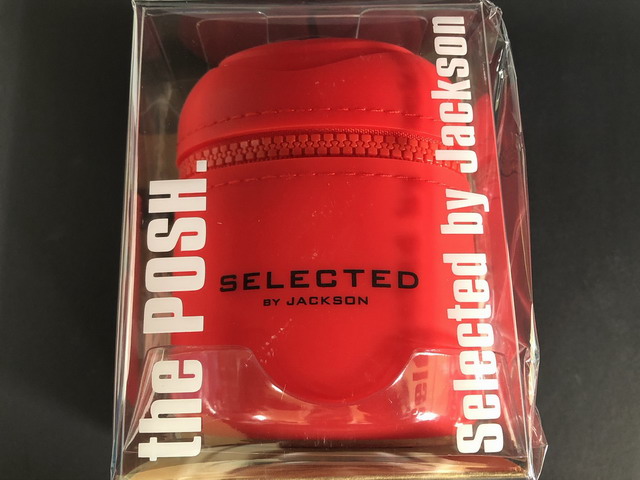 the POSH.
SELECTED
BY JACKSON
selected by Jackson